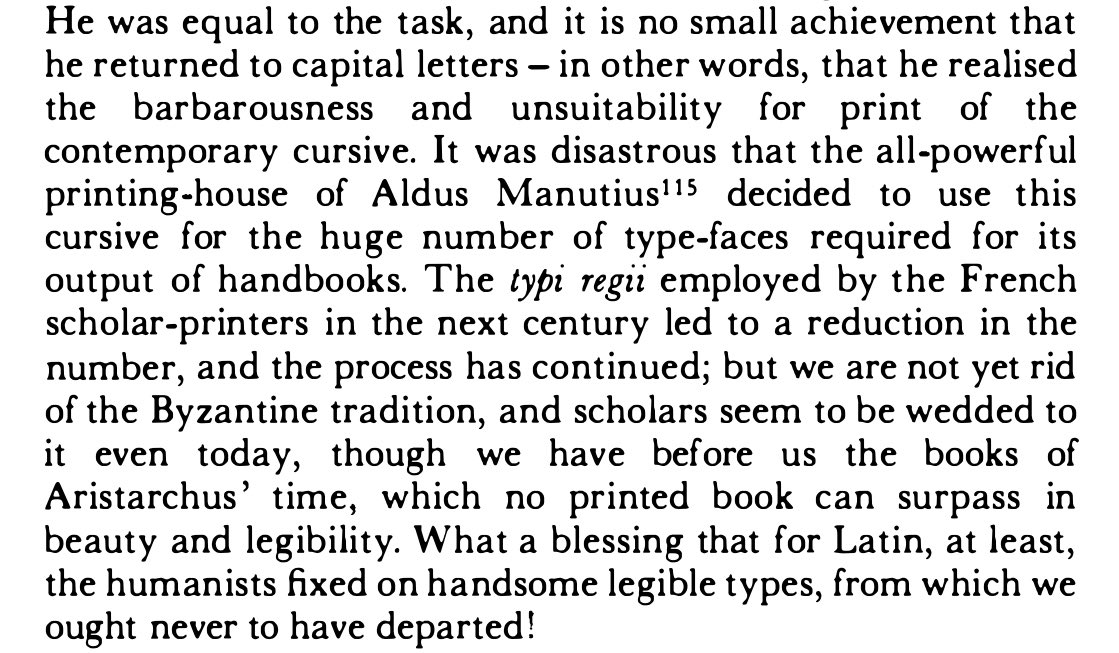 He was equal to the task, and it is no small achievement that
he returned to capital letters – in other words, that he realised
the barbarousness and unsuitability for print of the
contemporary cursive. It was disastrous that the all-powerful
printing-house of Aldus Manutius¹¹⁵ decided to use this
cursive for the huge number of type-faces required for its
output of handbooks. The typi regii employed by the French
scholar-printers in the next century led to a reduction in the
number, and the process has continued; but we are not yet rid
of the Byzantine tradition, and scholars seem to be wedded to
it even today, though we have before us the books of
Aristarchus’ time, which no printed book can surpass in
beauty and legibility. What a blessing that for Latin, at least,
the humanists fixed on handsome legible types, from which we
ought never to have departed!